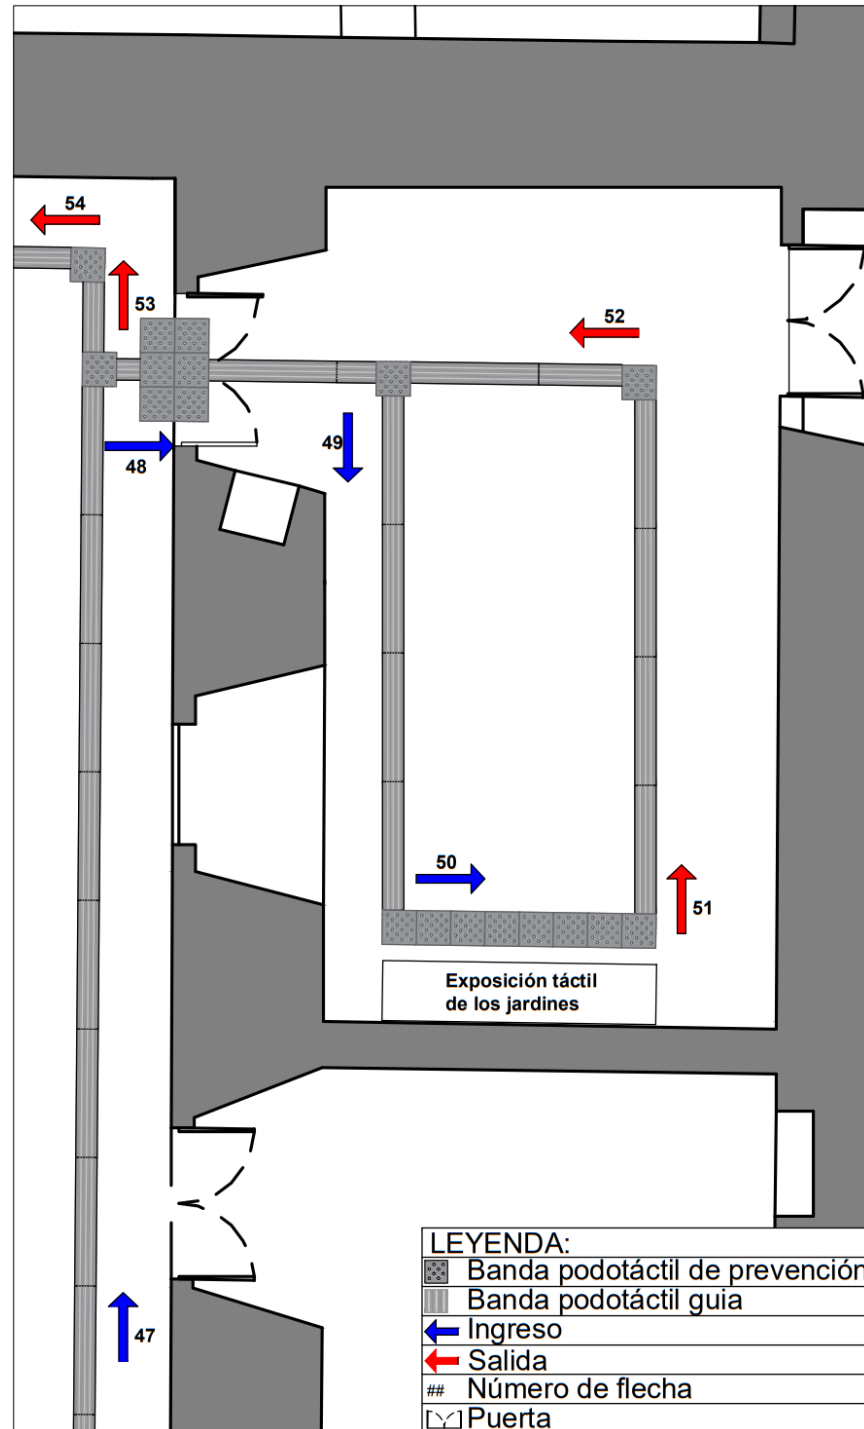 54
53
52
49
48
50
51
Exposición táctil
de los jardines
47
LEYENDA:
Banda podotáctil de prevención
Banda podotáctil guia
Ingreso
Salida
## Número de flecha
Puerta